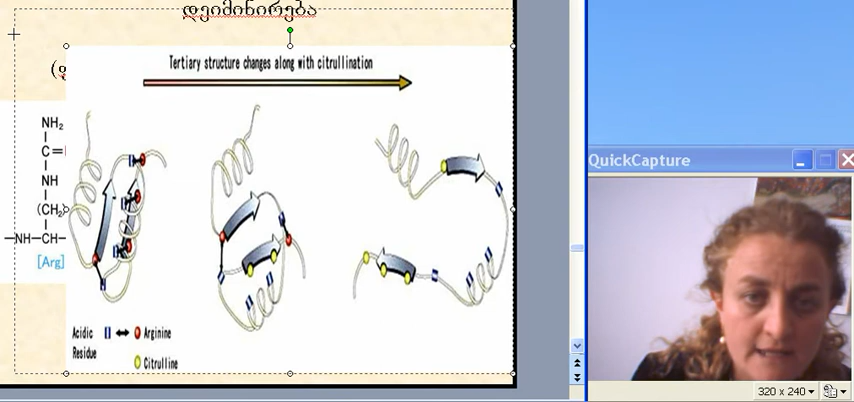 დეიმინირება
Tertiary structure changes along with citrullination
NH₂
C=
NH
(CH₂
—NH—CH—
[Arg]
Acidic
Residue
Arginine
Citrulline
QuickCapture
320 x 240